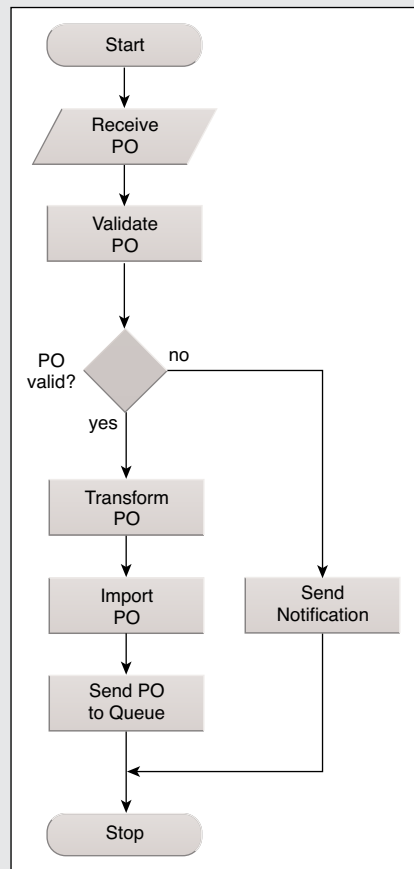 Start
Receive
PO
Validate
PO
PO
valid?
no
yes
Transform
PO
Import
PO
Send
Notification
Send PO
to Queue
Stop